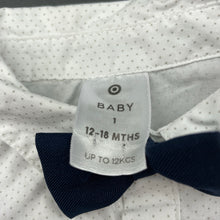 BABY
1
12-18 MTHS
UP TO 12KGS